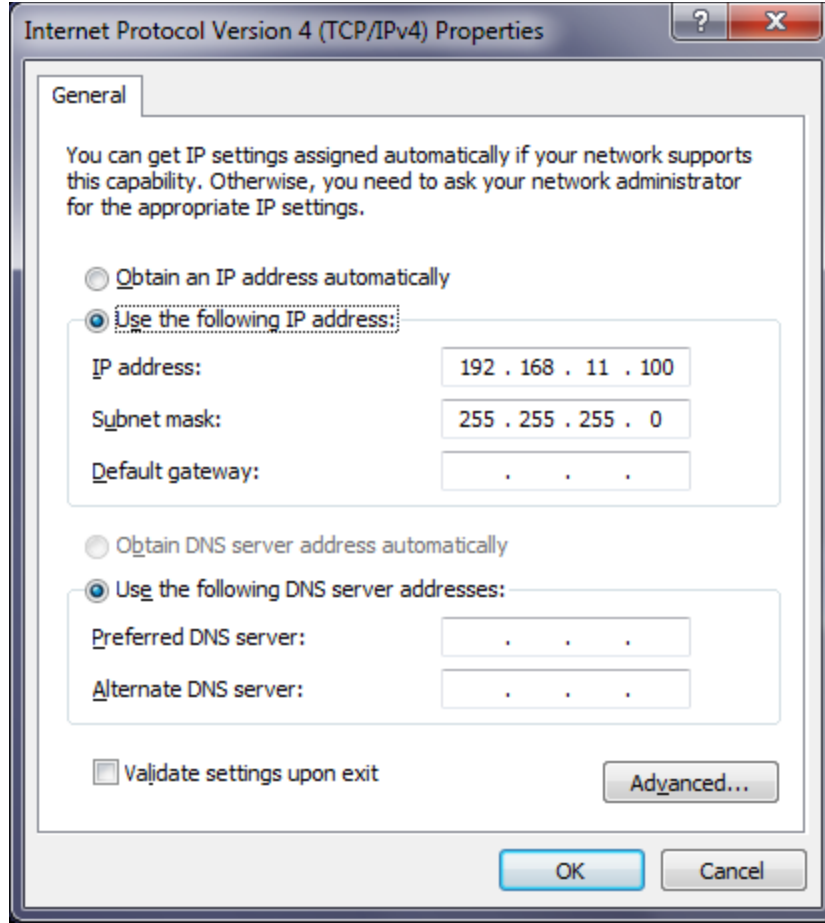 Internet Protocol Version 4 (TCP/IPv4) Properties
General
You can get IP settings assigned automatically if your network supports
this capability. Otherwise, you need to ask your network administrator
for the appropriate IP settings.
Obtain an IP address automatically
Use the following IP address:
IP address: 192 . 168 . 11 . 100
Subnet mask: 255 . 255 . 255 . 0
Default gateway: . . .
Obtain DNS server address automatically
Use the following DNS server addresses:
Preferred DNS server: . . .
Alternate DNS server: . . .
Validate settings upon exit
Advanced...
OK Cancel